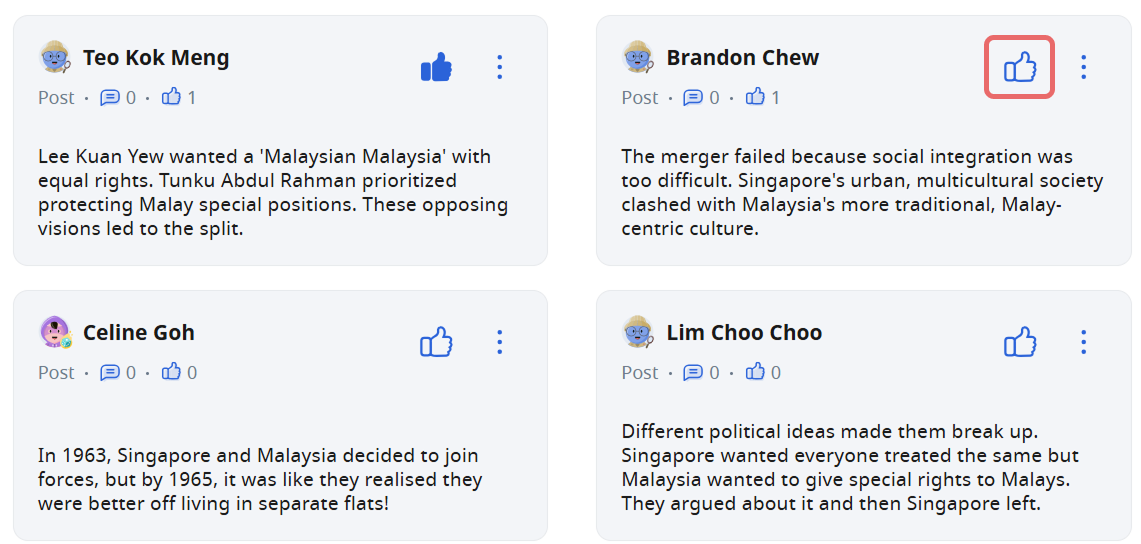 Teo Kok Meng
Post · 0 · 1
Lee Kuan Yew wanted a 'Malaysian Malaysia' with
equal rights. Tunku Abdul Rahman prioritized
protecting Malay special positions. These opposing
visions led to the split.
Brandon Chew
Post · 0 · 1
The merger failed because social integration was
too difficult. Singapore's urban, multicultural society
clashed with Malaysia's more traditional, Malay-
centric culture.
Celine Goh
Post · 0 · 0
In 1963, Singapore and Malaysia decided to join
forces, but by 1965, it was like they realised they
were better off living in separate flats!
Lim Choo Choo
Post · 0 · 0
Different political ideas made them break up.
Singapore wanted everyone treated the same but
Malaysia wanted to give special rights to Malays.
They argued about it and then Singapore left.